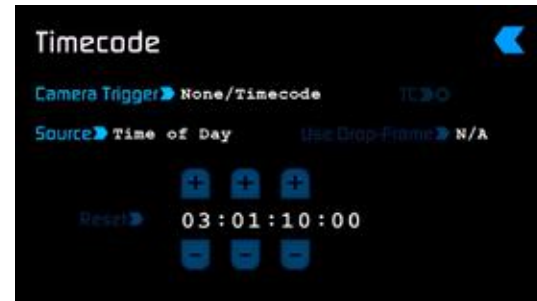 Timecode
Camera Trigger None/Timecode TC
Source Time of Day Use Drop-Frame N/A
+ + +
Reset 03:01:10:00
- - -